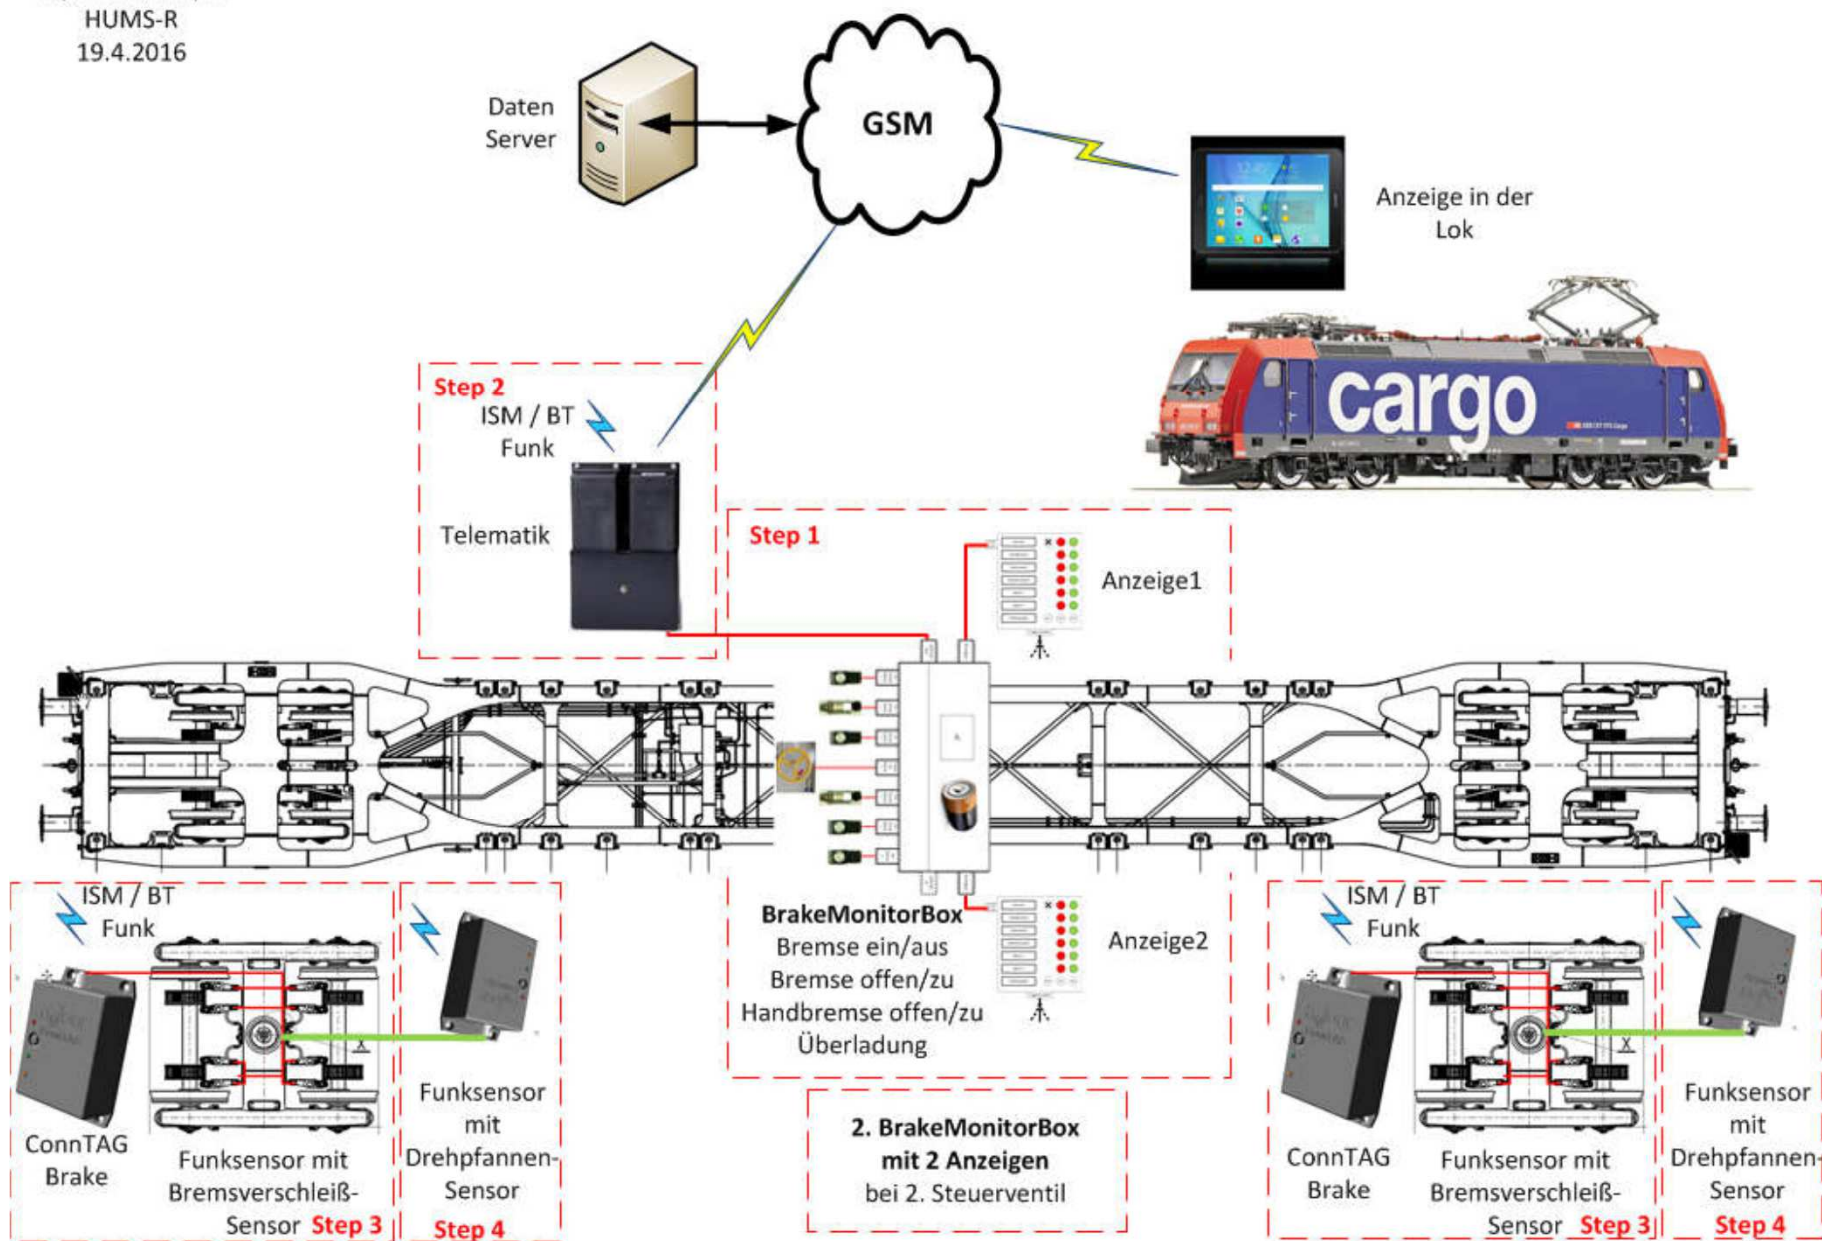 HUMS-R
19.4.2016
Daten
Server
GSM
Anzeige in der
Lok
cargo
Step 2
ISM / BT
Funk
Telematik
Step 1
Anzeige1
BrakeMonitorBox
Bremse ein/aus
Bremse offen/zu
Handbremse offen/zu
Überladung
Anzeige2
2. BrakeMonitorBox
mit 2 Anzeigen
bei 2. Steuerventil
ISM / BT
Funk
ConnTAG
Brake
Funksensor mit
Bremsverschleiß-
Sensor Step 3
X
Funksensor
mit
Drehpfannen-
Sensor
Step 4
ISM / BT
Funk
ConnTAG
Brake
Funksensor mit
Bremsverschleiß-
Sensor Step 3
X
Funksensor
mit
Drehpfannen-
Sensor
Step 4